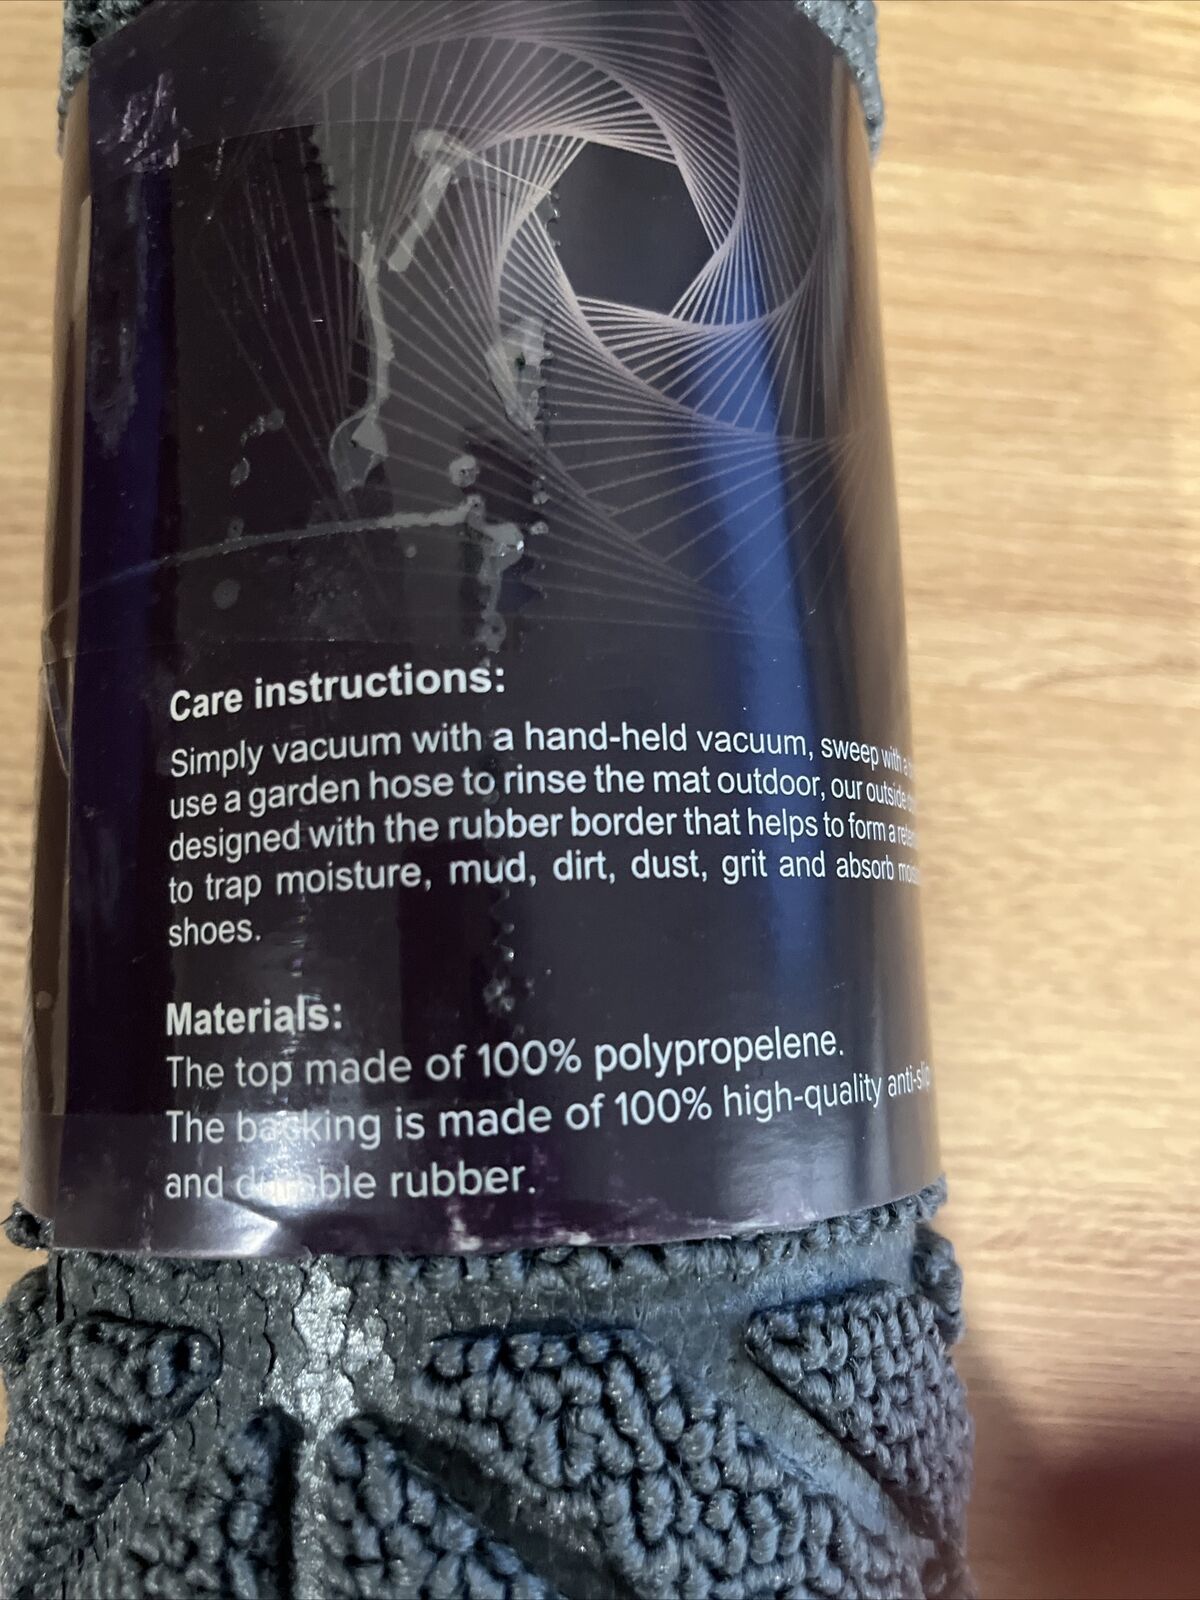 Care instructions:
Simply vacuum with a hand-held vacuum, sweep with a
use a garden hose to rinse the mat outdoor, our outside
designed with the rubber border that helps to form a
to trap moisture, mud, dirt, dust, grit and absorb
shoes.
Materials:
The top made of 100% polypropelene.
The backing is made of 100% high-quality anti-slip
and durable rubber.